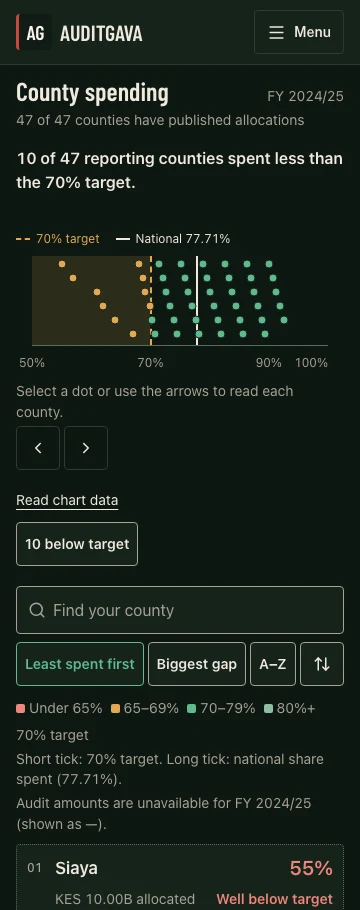 AG AUDITGAVA Menu
County spending FY 2024/25
47 of 47 counties have published allocations
10 of 47 reporting counties spent less than
the 70% target.
70% target National 77.71%
50% 70% 90% 100%
Select a dot or use the arrows to read each
county.
Read chart data
10 below target
Find your county
Least spent first Biggest gap A–Z
Under 65% 65–69% 70–79% 80%+
70% target
Short tick: 70% target. Long tick: national share
spent (77.71%).
Audit amounts are unavailable for FY 2024/25
(shown as —).
01 Siaya 55%
KES 10.00B allocated Well below target